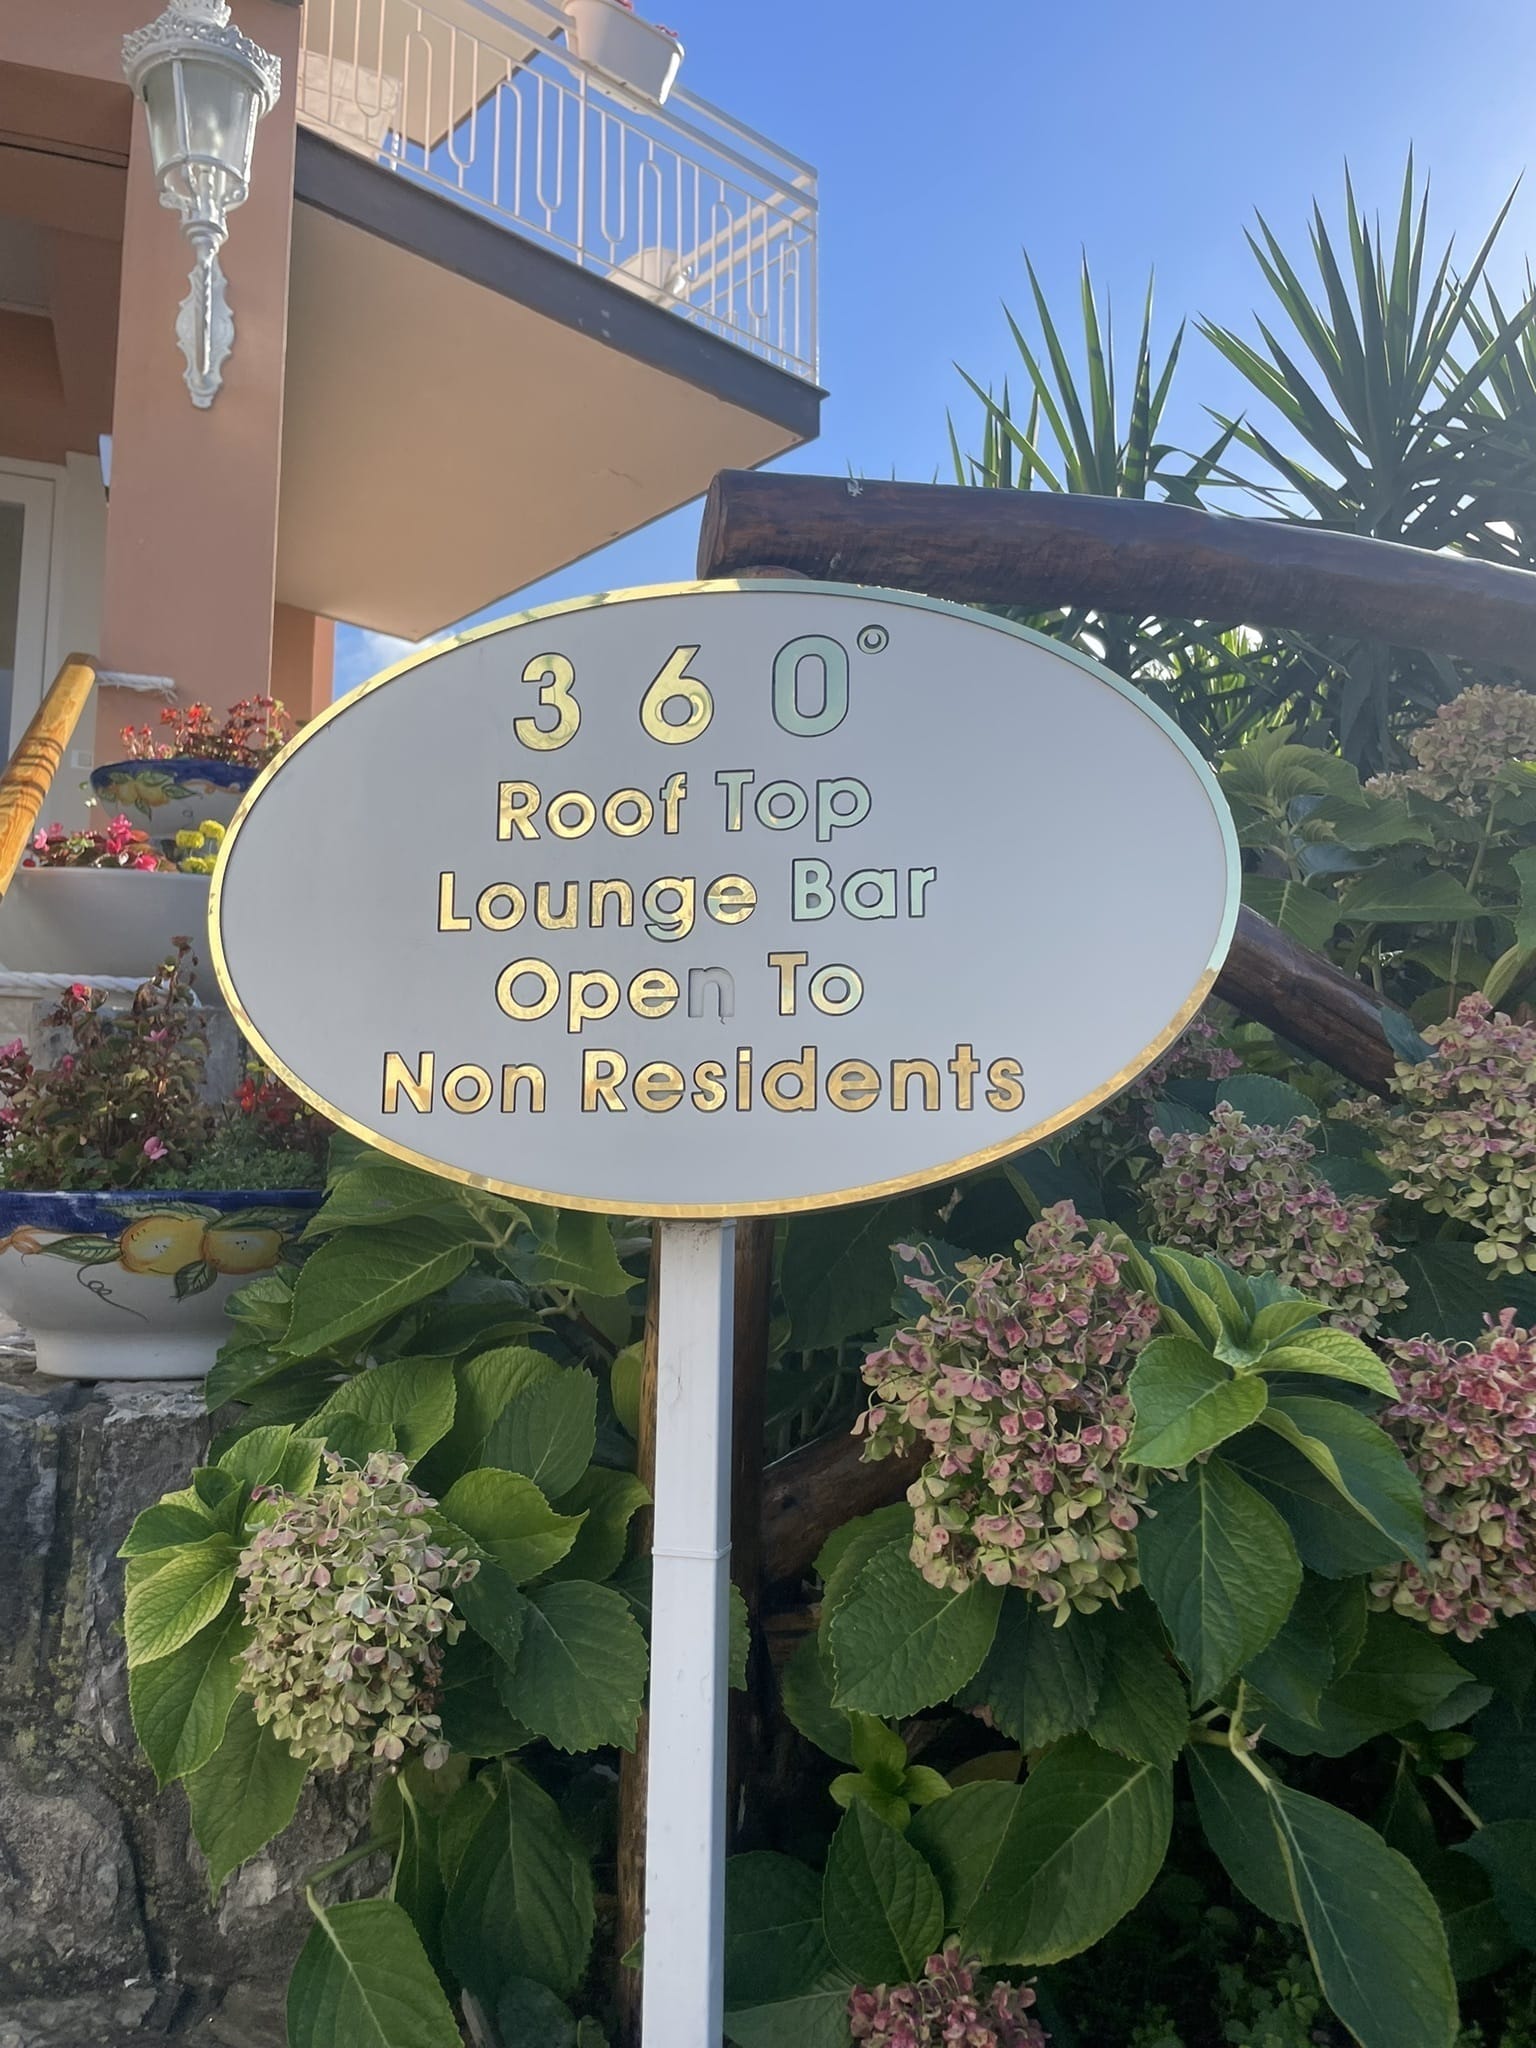 360°
Roof Top
Lounge Bar
Open To
Non Residents